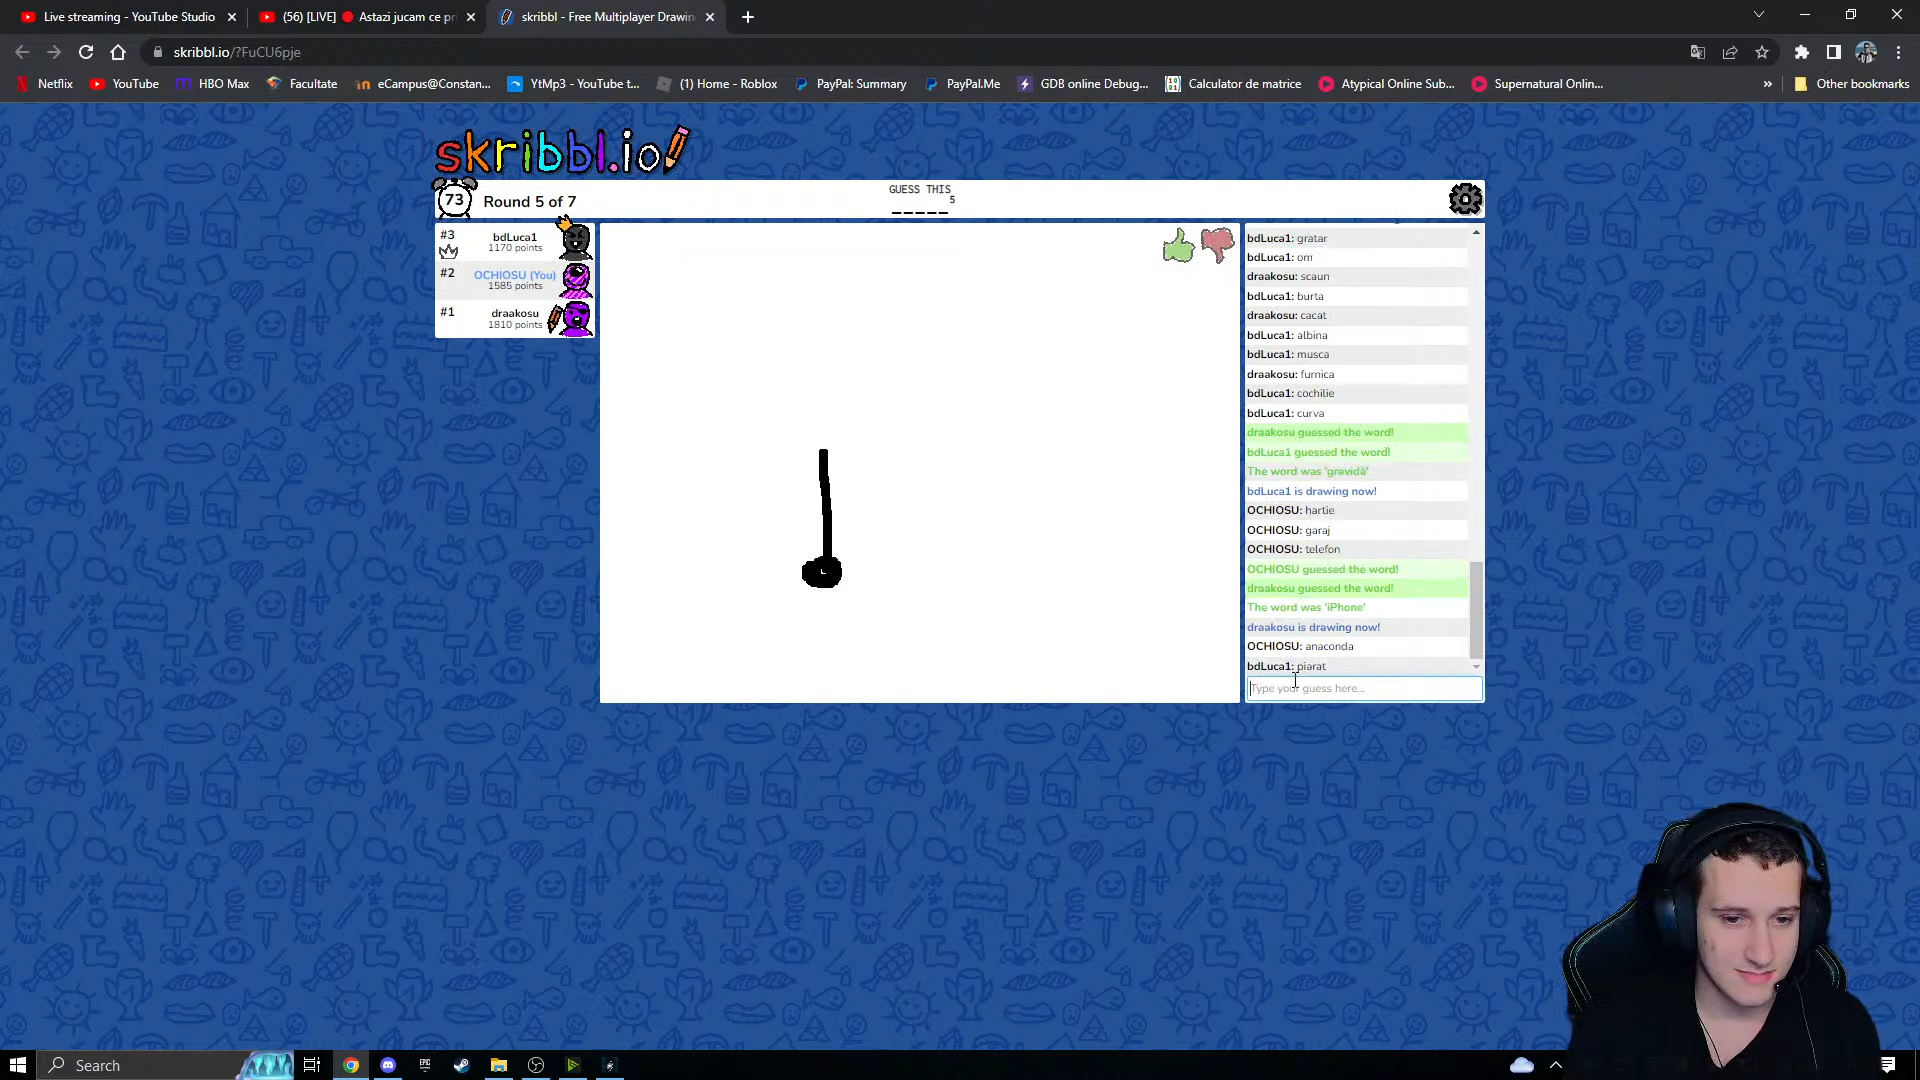 Live streaming - YouTube Studio
(56) [LIVE] 🔴 Astazi jucam ce pri
skribbl - Free Multiplayer Drawin
skribbl.io/?FuCU6pje
Netflix
YouTube
HBO Max
Facultate
eCampus@Constan...
YtMp3 - YouTube t...
(1) Home - Roblox
PayPal: Summary
PayPal.Me
GDB online Debug...
Calculator de matrice
Atypical Online Sub...
Supernatural Onlin...
»
Other bookmarks
skribbl.io
73
Round 5 of 7
GUESS THIS
_____ 5
#3
bdLuca1
1170 points
#2
OCHIOSU (You)
1585 points
#1
draakosu
1810 points
bdLuca1: gratar
bdLuca1: om
draakosu: scaun
bdLuca1: burta
draakosu: cacat
bdLuca1: albina
bdLuca1: musca
draakosu: furnica
bdLuca1: cochilie
bdLuca1: curva
draakosu guessed the word!
bdLuca1 guessed the word!
The word was 'gravidă'
bdLuca1 is drawing now!
OCHIOSU: hartie
OCHIOSU: garaj
OCHIOSU: telefon
OCHIOSU guessed the word!
draakosu guessed the word!
The word was 'iPhone'
draakosu is drawing now!
OCHIOSU: anaconda
bdLuca1: piarat
Type your guess here...
Search
EPIC